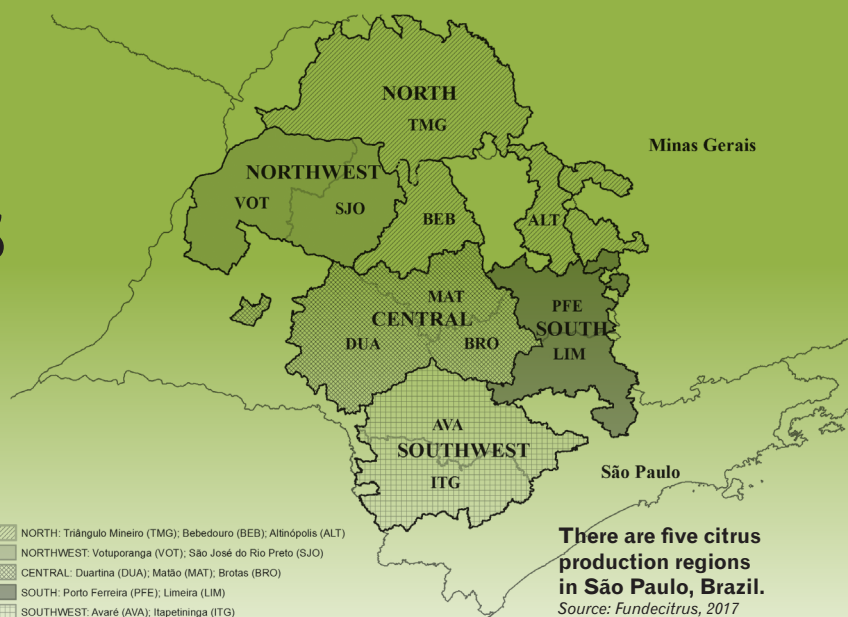 NORTH
TMG
Minas Gerais
NORTHWEST
VOT
SJO
BEB
ALT
MAT
CENTRAL
DUA
BRO
PFE
SOUTH
LIM
AVA
SOUTHWEST
ITG
São Paulo
NORTH: Triângulo Mineiro (TMG); Bebedouro (BEB); Altinópolis (ALT)
NORTHWEST: Votuporanga (VOT); São José do Rio Preto (SJO)
CENTRAL: Duartina (DUA); Matão (MAT); Brotas (BRO)
SOUTH: Porto Ferreira (PFE); Limeira (LIM)
SOUTHWEST: Avaré (AVA); Itapetininga (ITG)
There are five citrus
production regions
in São Paulo, Brazil.
Source: Fundecitrus, 2017